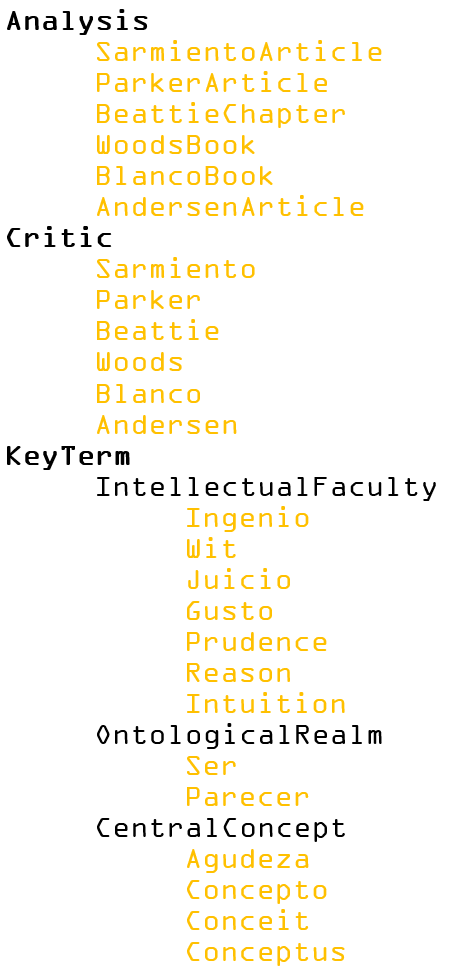 Analysis
SarmientoArticle
ParkerArticle
BeattieChapter
WoodsBook
BlancoBook
AndersenArticle
Critic
Sarmiento
Parker
Beattie
Woods
Blanco
Andersen
KeyTerm
IntellectualFaculty
Ingenio
Wit
Juicio
Gusto
Prudence
Reason
Intuition
OntologicalRealm
Ser
Parecer
CentralConcept
Agudeza
Concepto
Conceit
Conceptus